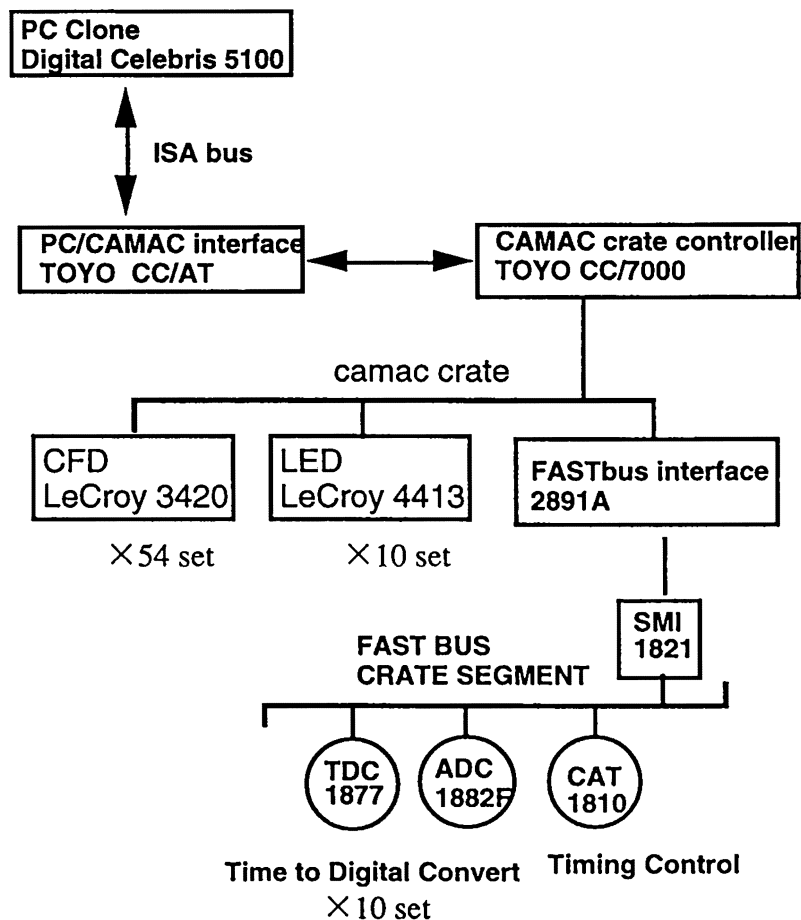 PC Clone
Digital Celebris 5100
ISA bus
PC/CAMAC interface
TOYO CC/AT
CAMAC crate controller
TOYO CC/7000
camac crate
CFD
LeCroy 3420
×54 set
LED
LeCroy 4413
×10 set
FASTbus interface
2891A
SMI
1821
FAST BUS
CRATE SEGMENT
TDC
1877
ADC
1882F
CAT
1810
Time to Digital Convert
×10 set
Timing Control